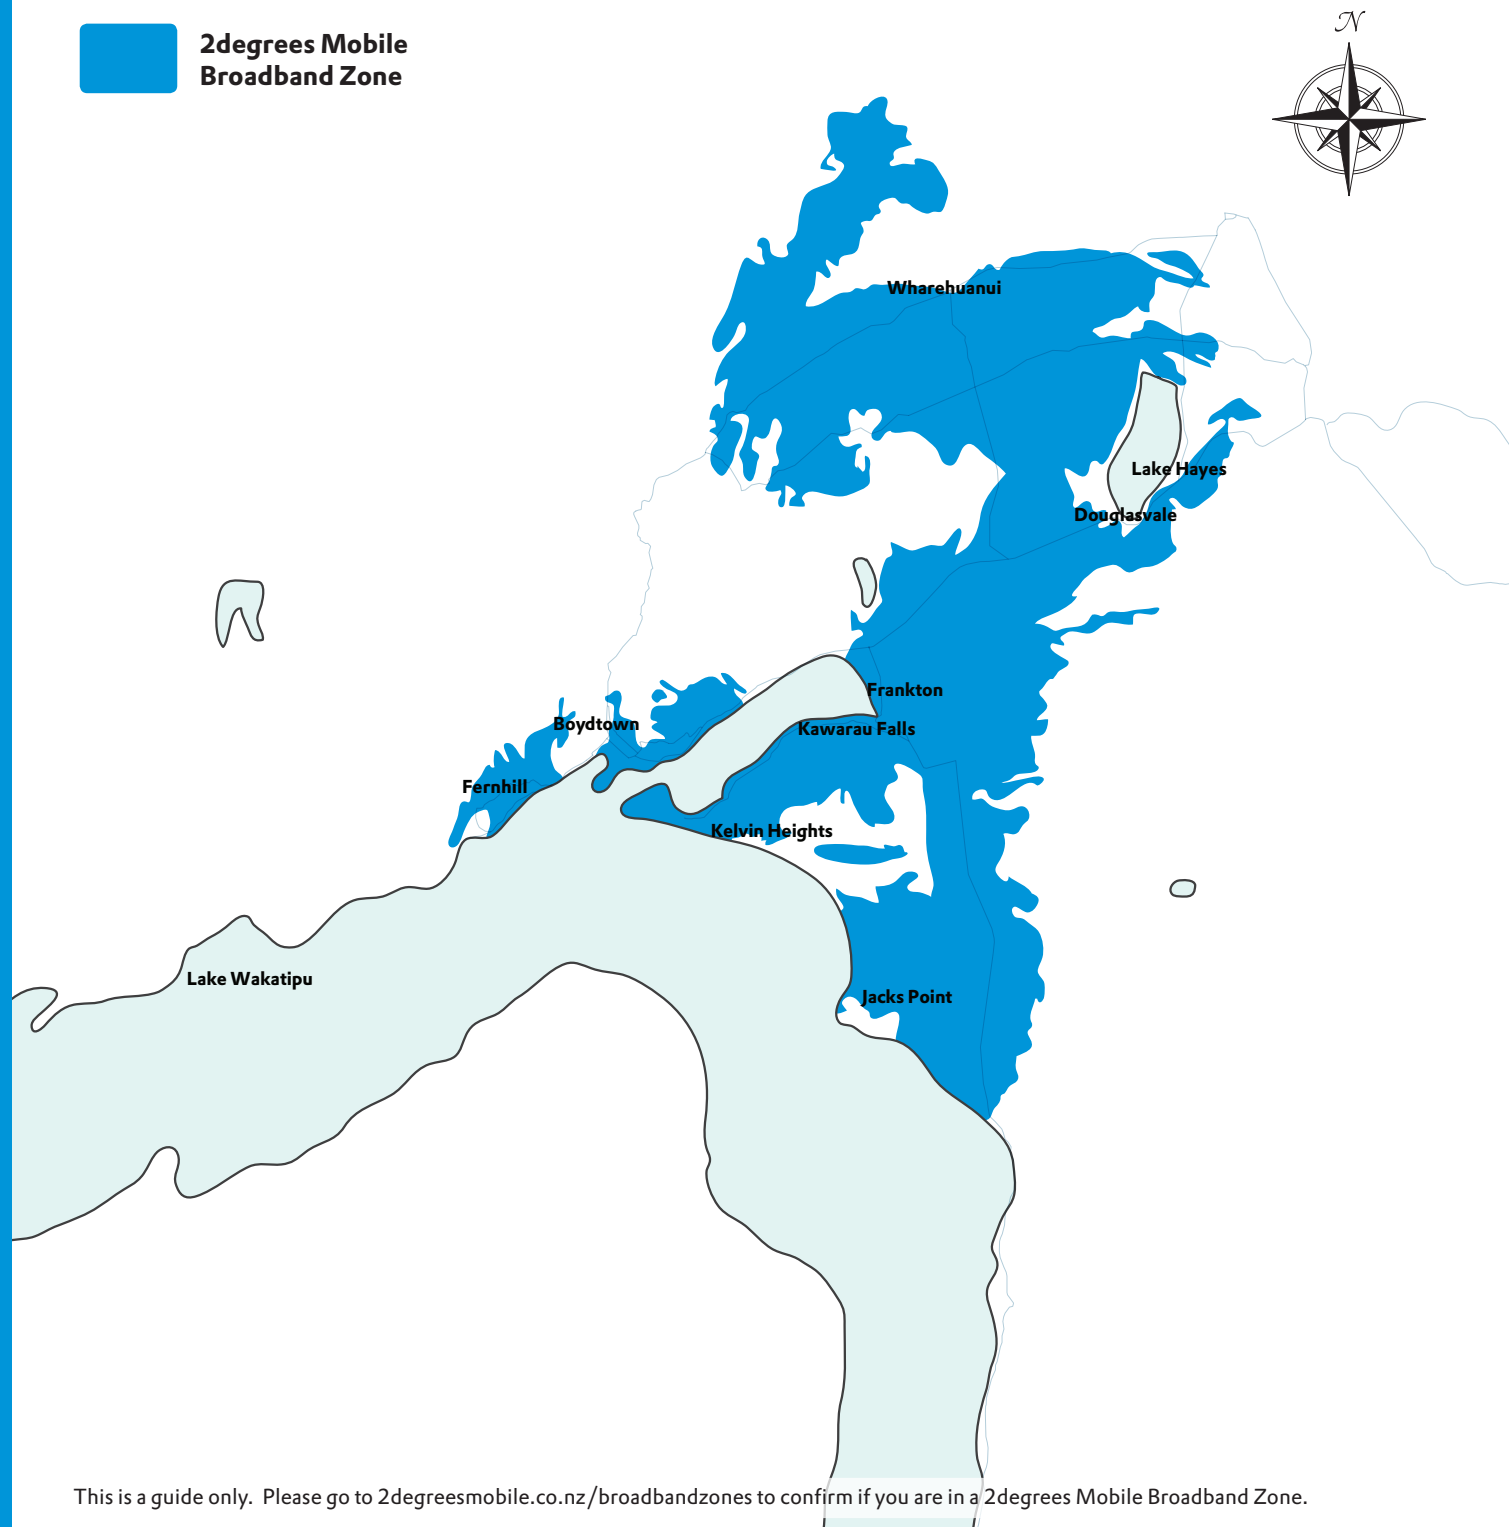 2degrees Mobile
Broadband Zone
N
Wharehuanui
Lake Hayes
Douglasvale
Frankton
Boydtown
Kawarau Falls
Fernhill
Kelvin Heights
Lake Wakatipu
Jacks Point
This is a guide only. Please go to 2degreesmobile.co.nz/broadbandzones to confirm if you are in a 2degrees Mobile Broadband Zone.